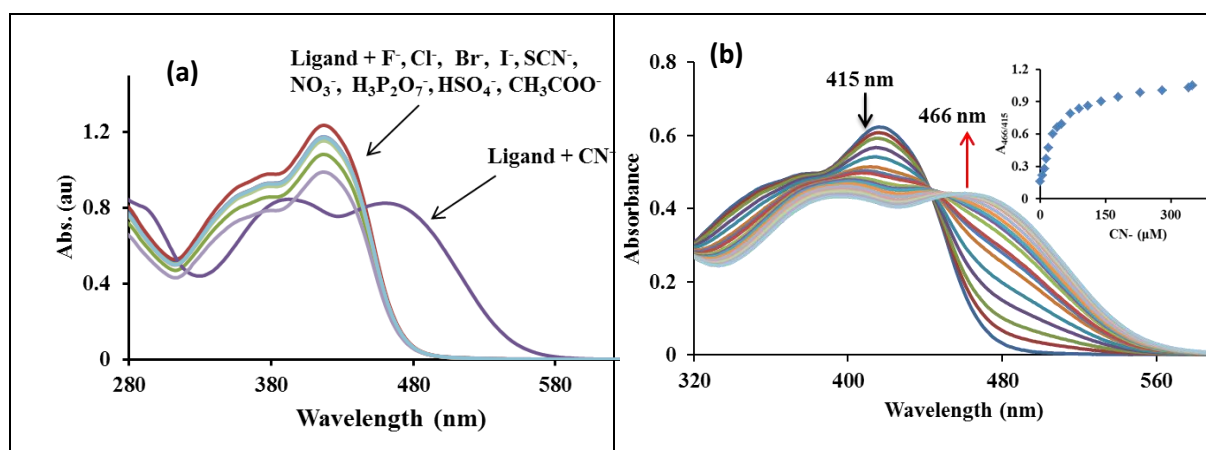 (a)
Ligand + F⁻, Cl⁻, Br⁻, I⁻, SCN⁻,
NO₃⁻, H₃P₂O₇⁻, HSO₄⁻, CH₃COO⁻
Ligand + CN⁻
1.2
0.8
0.4
0
Abs. (au)
280
380
480
580
Wavelength (nm)
(b)
415 nm
466 nm
0.8
0.6
0.4
0.2
0
Absorbance
320
400
480
560
Wavelength (nm)
1.2
0.9
0.6
0.3
0
A₄₆₆/₄₁₅
0
150
300
CN- (μM)